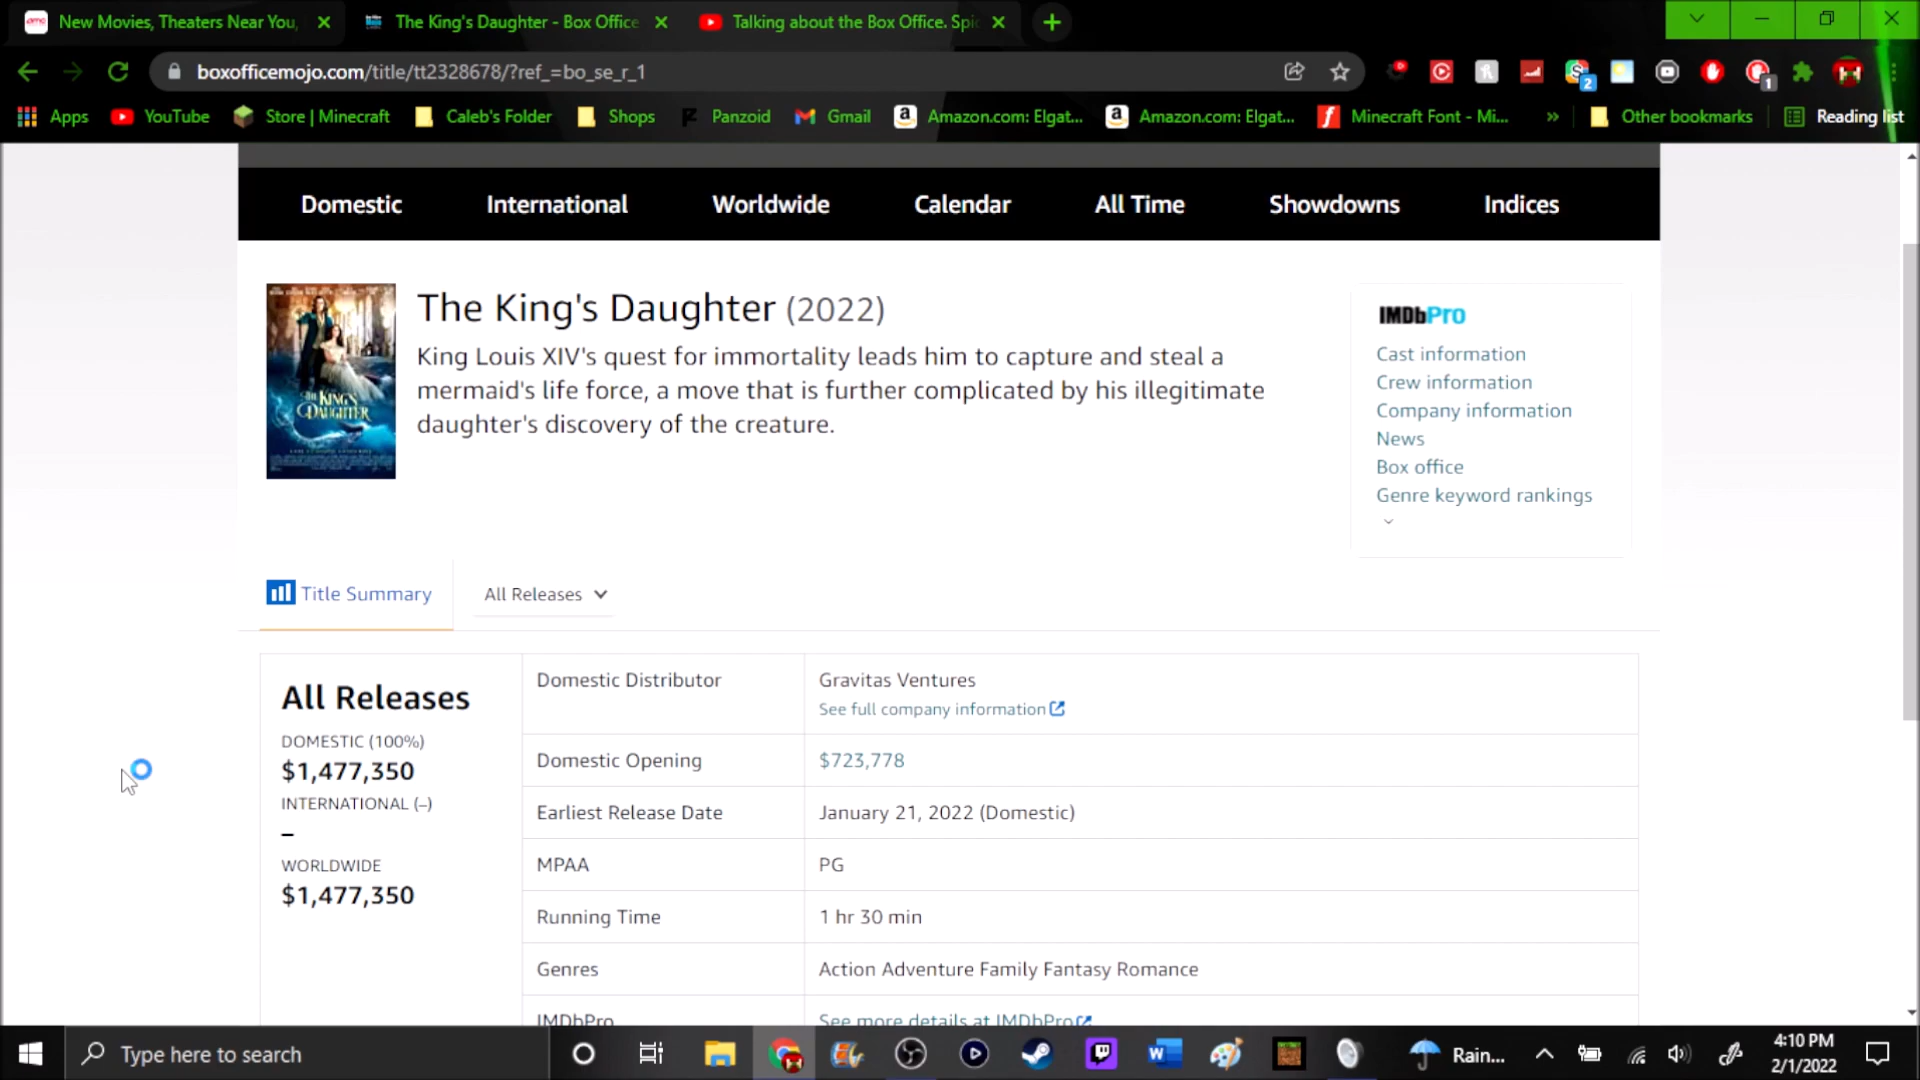 New Movies, Theaters Near You,
The King's Daughter - Box Office
Talking about the Box Office. Spi
boxofficemojo.com/title/tt2328678/?ref_=bo_se_r_1
2
1
Apps
YouTube
Store | Minecraft
Caleb's Folder
Shops
Panzoid
Gmail
Amazon.com: Elgat...
Amazon.com: Elgat...
Minecraft Font - Mi...
»
Other bookmarks
Reading list
Domestic
International
Worldwide
Calendar
All Time
Showdowns
Indices
THE KING'S
DAUGHTER
The King's Daughter (2022)
King Louis XIV's quest for immortality leads him to capture and steal a
mermaid's life force, a move that is further complicated by his illegitimate
daughter's discovery of the creature.
IMDbPro
Cast information
Crew information
Company information
News
Box office
Genre keyword rankings
Title Summary
All Releases
All Releases
DOMESTIC (100%)
$1,477,350
INTERNATIONAL (–)
–
WORLDWIDE
$1,477,350
Domestic Distributor
Gravitas Ventures
See full company information
Domestic Opening
$723,778
Earliest Release Date
January 21, 2022 (Domestic)
MPAA
PG
Running Time
1 hr 30 min
Genres
Action Adventure Family Fantasy Romance
IMDbPro
See more details at IMDbPro
Type here to search
Rain...
4:10 PM
2/1/2022